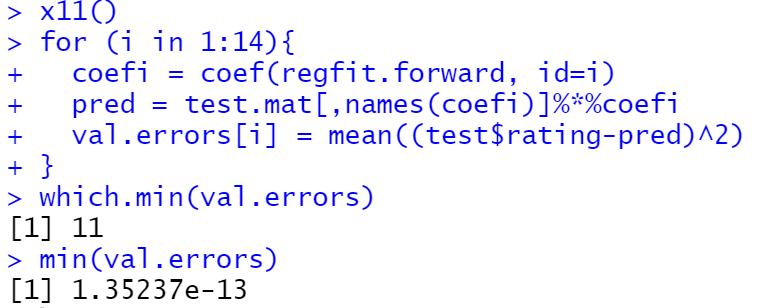 > x11()
> for (i in 1:14){
+   coefi = coef(regfit.forward, id=i)
+   pred = test.mat[,names(coefi)]%*%coefi
+   val.errors[i] = mean((test$rating-pred)^2)
+ }
> which.min(val.errors)
[1] 11
> min(val.errors)
[1] 1.35237e-13